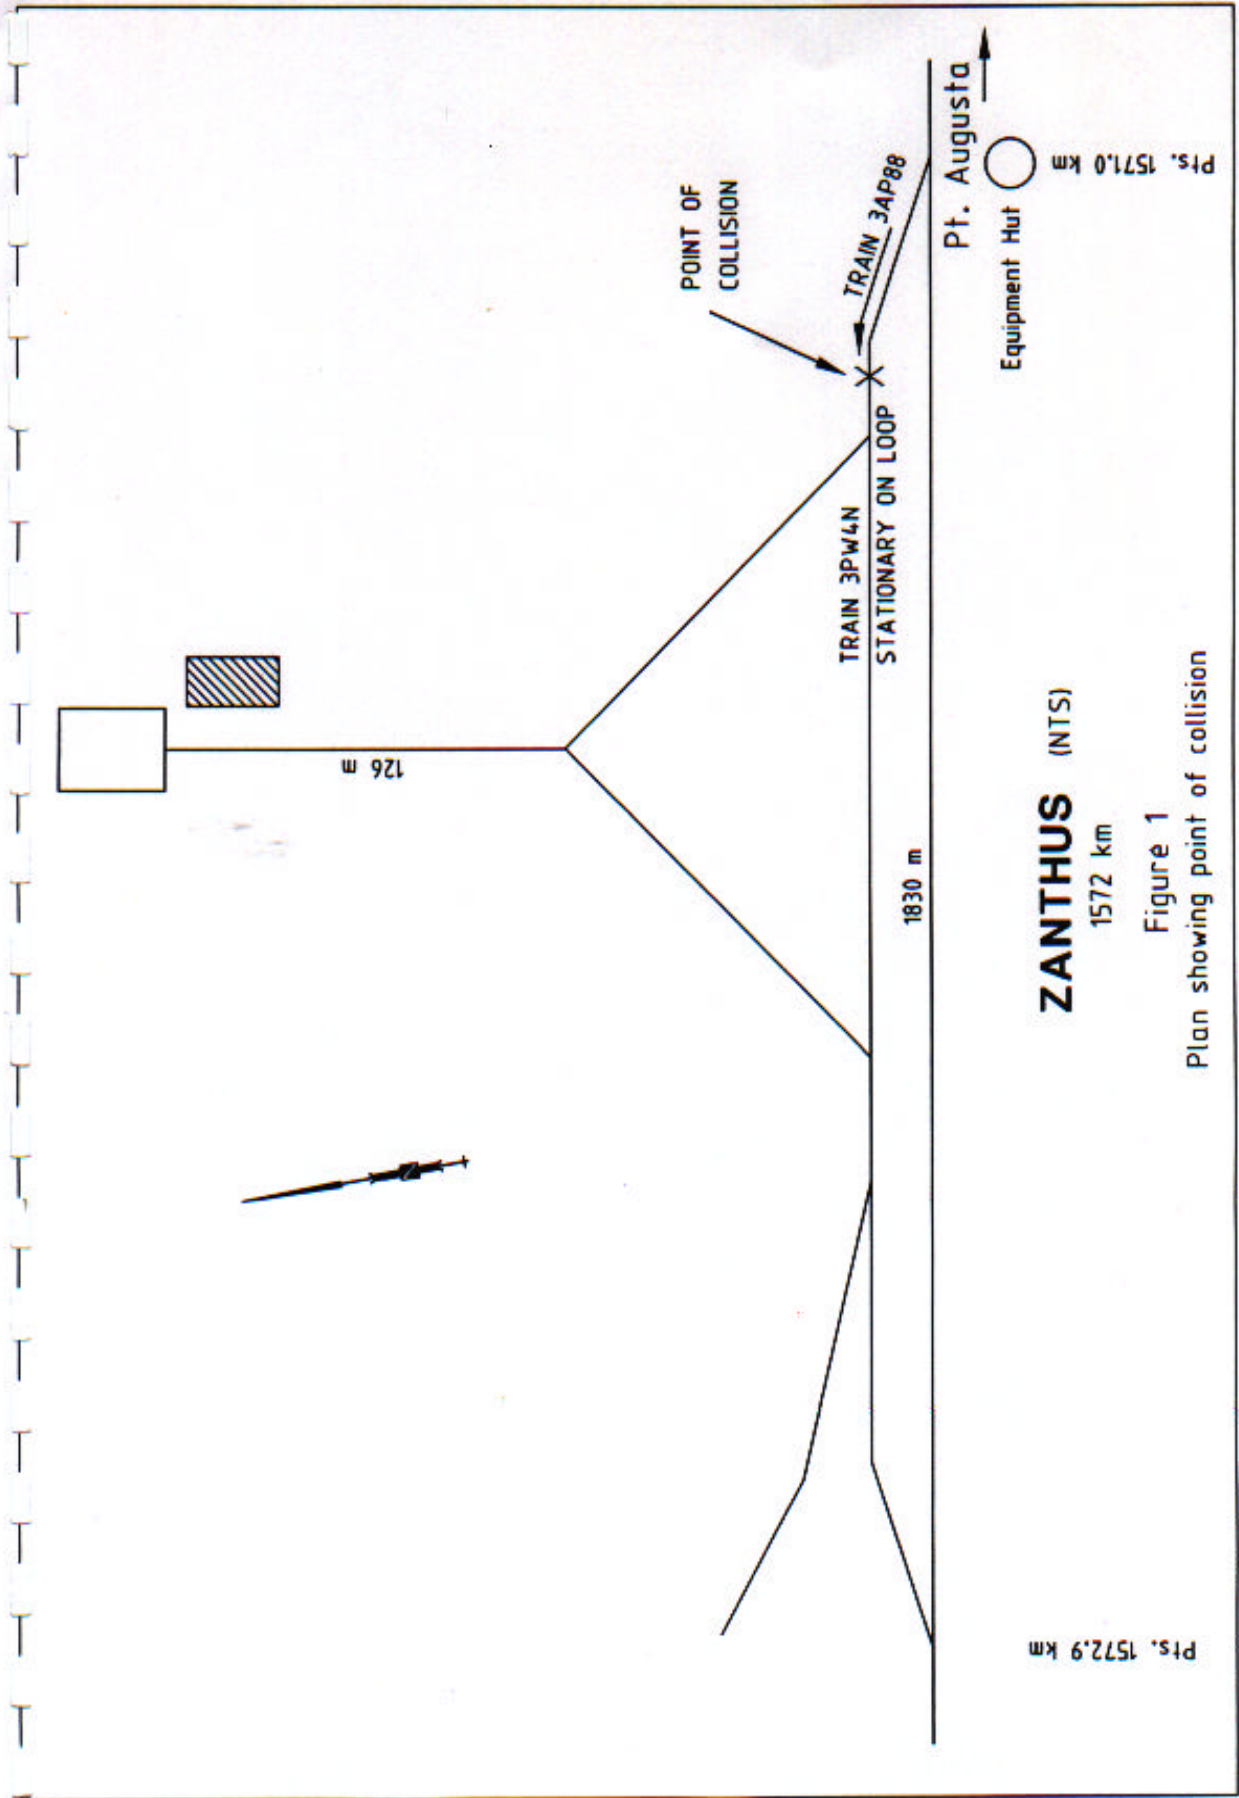 POINT OF
COLLISION
TRAIN 3AP88
Pt. Augusta
Equipment Hut
Pts. 1571.0 km
126 m
TRAIN 3PW4N
STATIONARY ON LOOP
1830 m
ZANTHUS (NTS)
1572 km
Figure 1
Plan showing point of collision
Pts. 1572.9 km